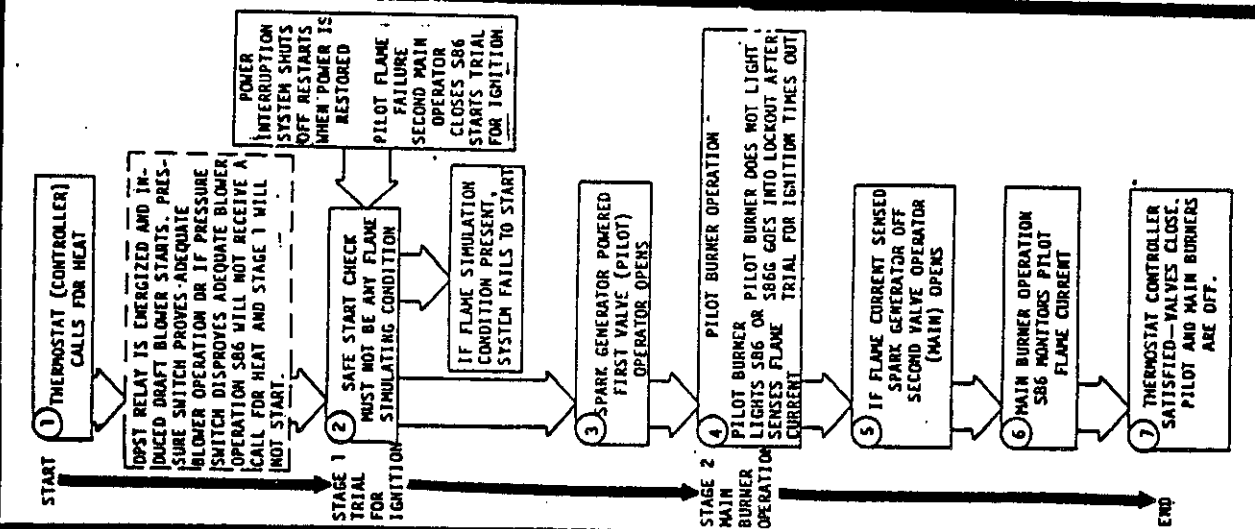 START
1 THERMOSTAT (CONTROLLER)
CALLS FOR HEAT
DPST RELAY IS ENERGIZED AND IN-
DUCED DRAFT BLOWER STARTS. PRES-
SURE SWITCH PROVES ADEQUATE
BLOWER OPERATION OR IF PRESSURE
SWITCH DISPROVES ADEQUATE BLOWER
OPERATION S86 WILL NOT RECEIVE A
CALL FOR HEAT AND STAGE 1 WILL
NOT START.
POWER
INTERRUPTION
SYSTEM SHUTS
OFF RESTARTS
WHEN POWER IS
RESTORED
PILOT FLAME
FAILURE
SECOND MAIN
OPERATOR
CLOSES S86
STARTS TRIAL
FOR IGNITION
STAGE 1
TRIAL
FOR
IGNITION
2 SAFE START CHECK
MUST NOT BE ANY FLAME
SIMULATING CONDITION
IF FLAME SIMULATION
CONDITION PRESENT,
SYSTEM FAILS TO START
3 SPARK GENERATOR POWERED
FIRST VALVE (PILOT)
OPERATOR OPENS
STAGE 2
MAIN
BURNER
OPERATION
4 PILOT BURNER OPERATION
PILOT BURNER
LIGHTS S86 OR
SENSES FLAME
CURRENT
PILOT BURNER DOES NOT LIGHT
S86G GOES INTO LOCKOUT AFTER
TRIAL FOR IGNITION TIMES OUT
5 IF FLAME CURRENT SENSED
SPARK GENERATOR OFF
SECOND VALVE OPERATOR
(MAIN) OPENS
6 MAIN BURNER OPERATION
S86 MONITORS PILOT
FLAME CURRENT
7 THERMOSTAT CONTROLLER
SATISFIED—VALVES CLOSE.
PILOT AND MAIN BURNERS
ARE OFF.
END